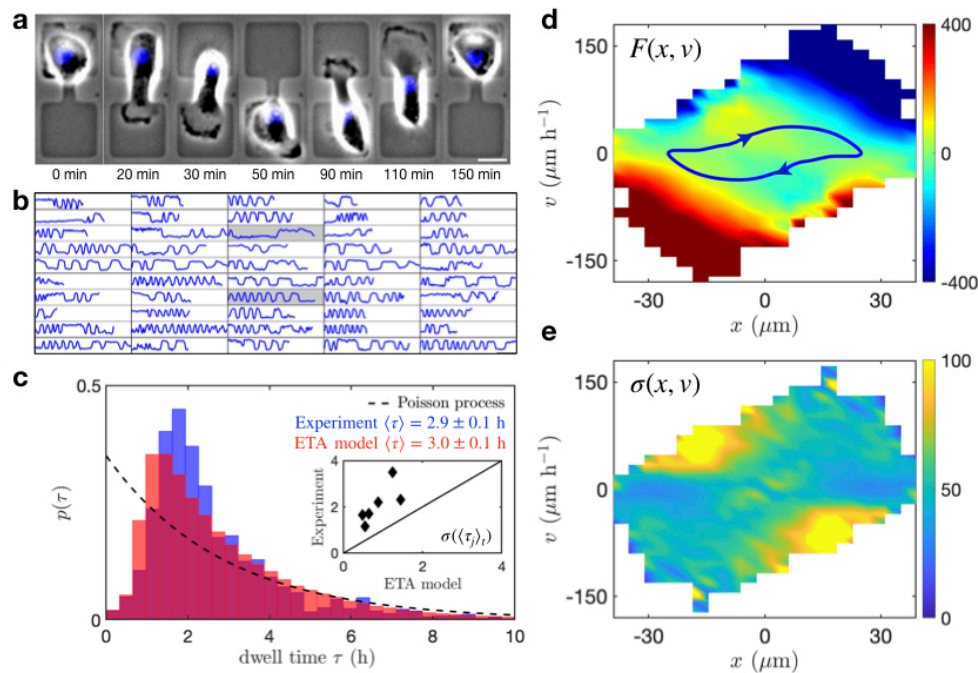 a
0 min 20 min 30 min 50 min 90 min 110 min 150 min
b
c
0.5
p(τ)
0
0 2 4 6 8 10
dwell time τ (h)
Poisson process
Experiment ⟨τ⟩ = 2.9 ± 0.1 h
ETA model ⟨τ⟩ = 3.0 ± 0.1 h
4
2
0
Experiment
σ(⟨τⱼ⟩ₜ)
0 2 4
ETA model
d
F(x, v)
150
0
-150
v (μm h⁻¹)
-30 0 30
x (μm)
400
0
-400
e
σ(x, v)
150
0
-150
v (μm h⁻¹)
-30 0 30
x (μm)
100
50
0